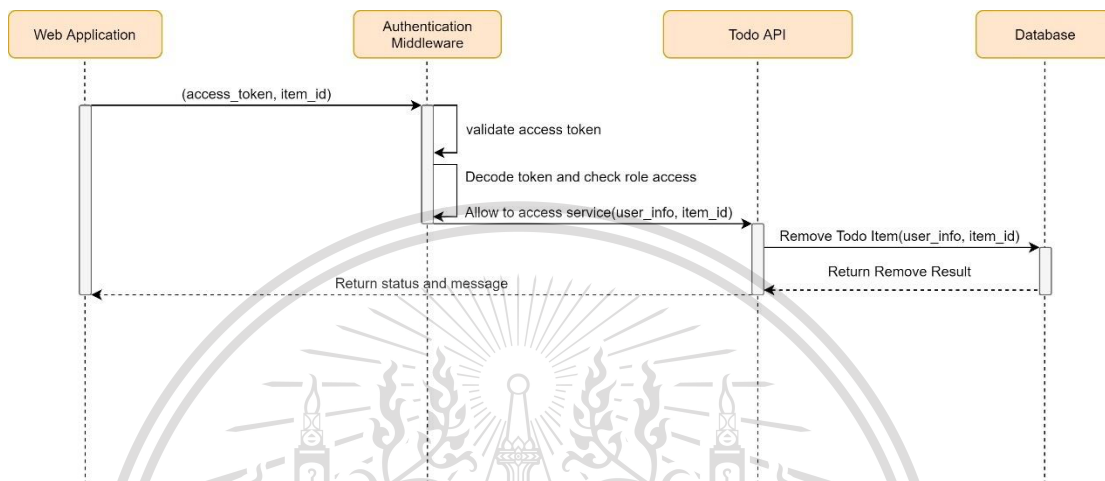 Web Application
Authentication
Middleware
Todo API
Database
(access_token, item_id)
validate access token
Decode token and check role access
Allow to access service(user_info, item_id)
Remove Todo Item(user_info, item_id)
Return Remove Result
Return status and message